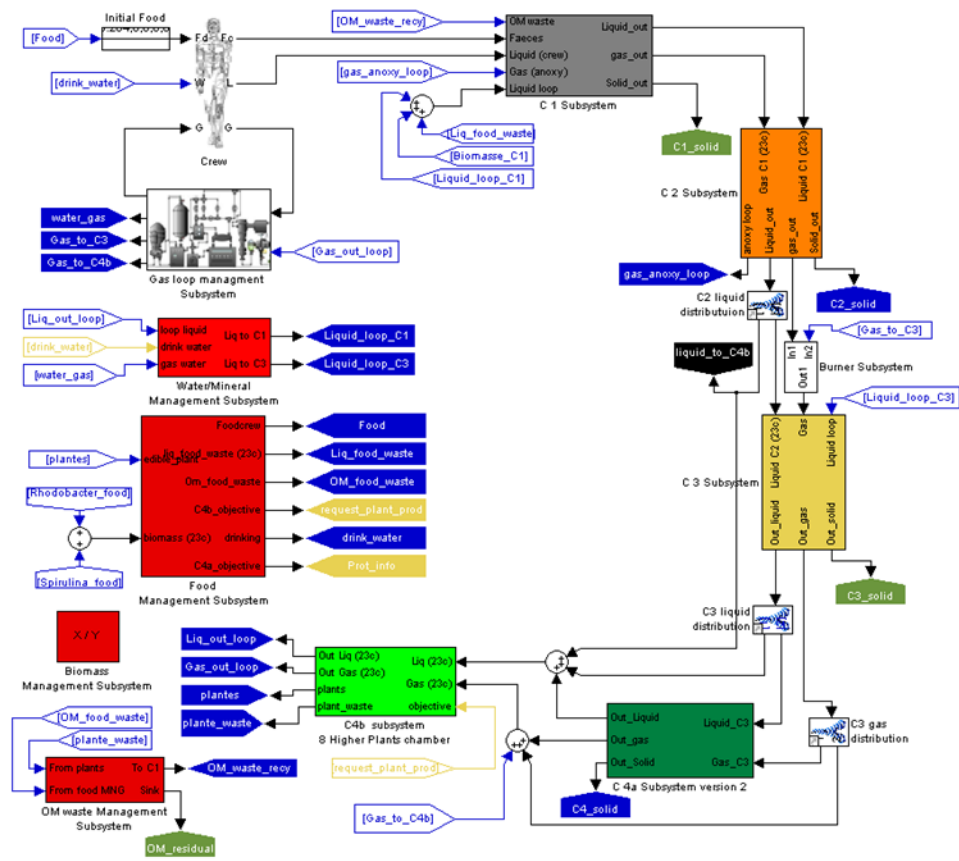 Initial Food
[Food]
Fd
Fc
[drink_water]
W
L
G
G
Crew
[OM_waste_recy]
[gas_anoxy_loop]
OM waste
Faeces
Liquid (crew)
Gas (anoxy)
Liquid loop
Liquid_out
gas_out
Solid_out
C 1 Subsystem
[Liq_food_waste]
[Biomasse_C1]
[Liquid_loop_C1]
C1_solid
Gas C1 (23c)
Liquid C1 (23c)
C 2 Subsystem
anoxy loop
Liquid_out
gas_out
Solid_out
water_gas
Gas_to_C3
Gas_to_C4b
[Gas_out_loop]
Gas loop managment
Subsystem
gas_anoxy_loop
C2_solid
C2 liquid
distributuion
[Gas_to_C3]
[Liq_out_loop]
[drink_water]
[water_gas]
loop liquid
drink water
gas water
Liq to C1
Liq to C3
Liquid_loop_C1
Liquid_loop_C3
Water/Mineral
Management Subsystem
liquid_to_C4b
In1
In2
Out1
Burner Subsystem
[Liquid_loop_C3]
[plantes]
[Rhodobacter_food]
[Spirulina_food]
Foodcrew
liq_food_waste (23c)
edible_plant
Om_food_waste
C4b_objective
biomass (23c)
drinking
C4a_objective
Food
Liq_food_waste
OM_food_waste
request_plant_prod
drink_water
Prot_info
Food
Management Subsystem
Liquid C2 (23c)
Gas
Liquid loop
C 3 Subsystem
Out_liquid
Out_gas
Out_solid
C3_solid
C3 liquid
distribution
X / Y
Biomass
Management Subsystem
Liq_out_loop
Gas_out_loop
plantes
plante_waste
Out Liq (23c)
Out Gas (23c)
plants
plant_waste
Liq (23c)
Gas (23c)
objective
C4b subsystem
8 Higher Plants chamber
request_plant_prod
[Gas_to_C4b]
Out_Liquid
Out_gas
Out_Solid
Liquid_C3
Gas_C3
C 4a Subsystem version 2
C4_solid
C3 gas
distribution
[OM_food_waste]
[plante_waste]
From plants
From food MNG
To C1
Sink
OM_waste_recy
OM waste Management
Subsystem
OM_residual